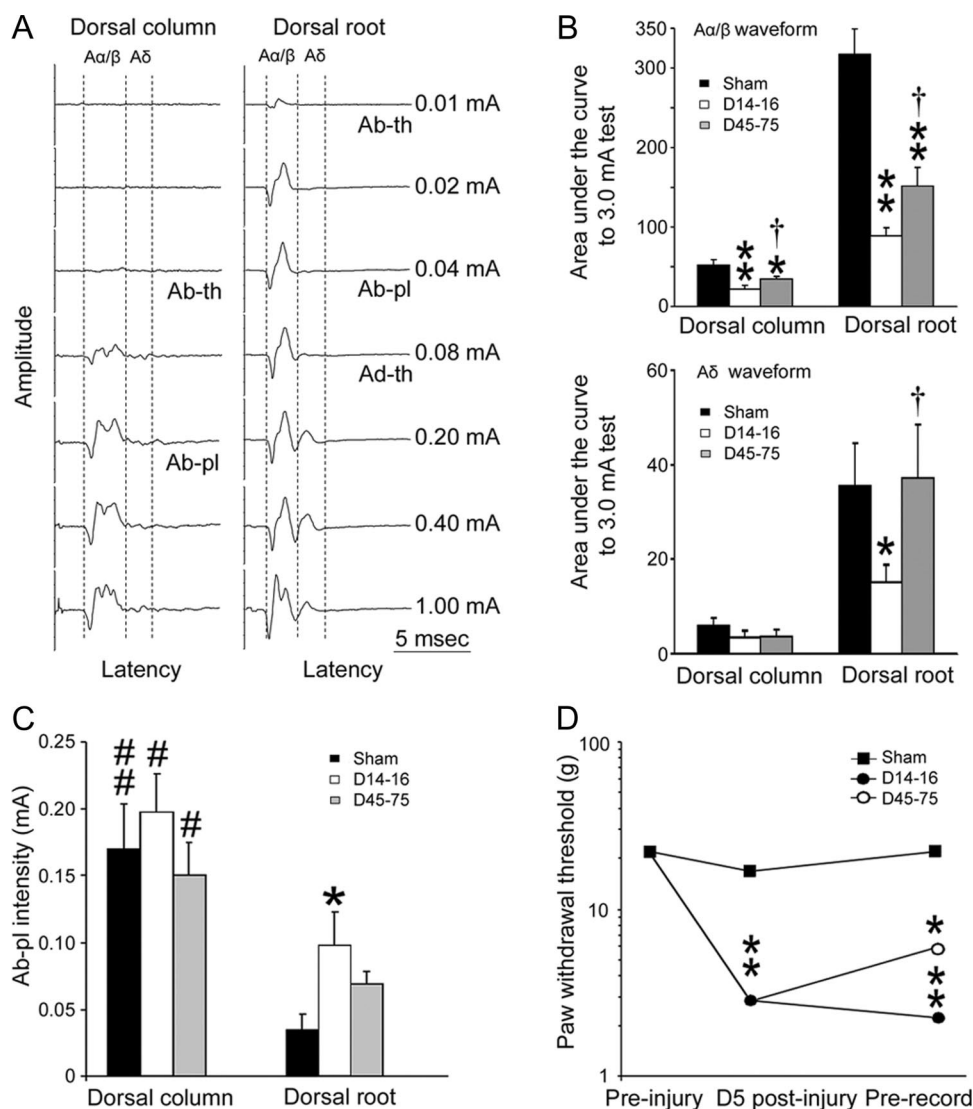 A
Dorsal column
Dorsal root
Aα/β Aδ
Aα/β Aδ
0.01 mA
Ab-th
0.02 mA
0.04 mA
Ab-th
Ab-pl
0.08 mA
Ad-th
0.20 mA
Ab-pl
0.40 mA
1.00 mA
5 msec
Amplitude
Latency
Latency
B
Aα/β waveform
Sham
D14-16
D45-75
Area under the curve
to 3.0 mA test
350
300
250
200
150
100
50
0
** †*
** †**
Dorsal column
Dorsal root
Aδ waveform
Sham
D14-16
D45-75
Area under the curve
to 3.0 mA test
60
40
20
0
* †
Dorsal column
Dorsal root
C
Sham
D14-16
D45-75
Ab-pl intensity (mA)
0.25
0.20
0.15
0.10
0.05
0
## # #
*
Dorsal column
Dorsal root
D
Sham
D14-16
D45-75
Paw withdrawal threshold (g)
100
10
1
**
*
**
Pre-injury
D5 post-injury
Pre-record